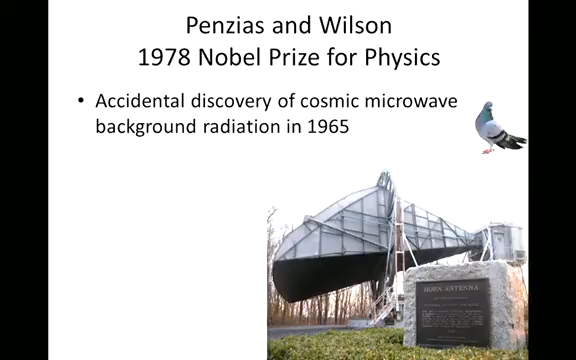 Penzias and Wilson
1978 Nobel Prize for Physics
• Accidental discovery of cosmic microwave
background radiation in 1965
HORN ANTENNA